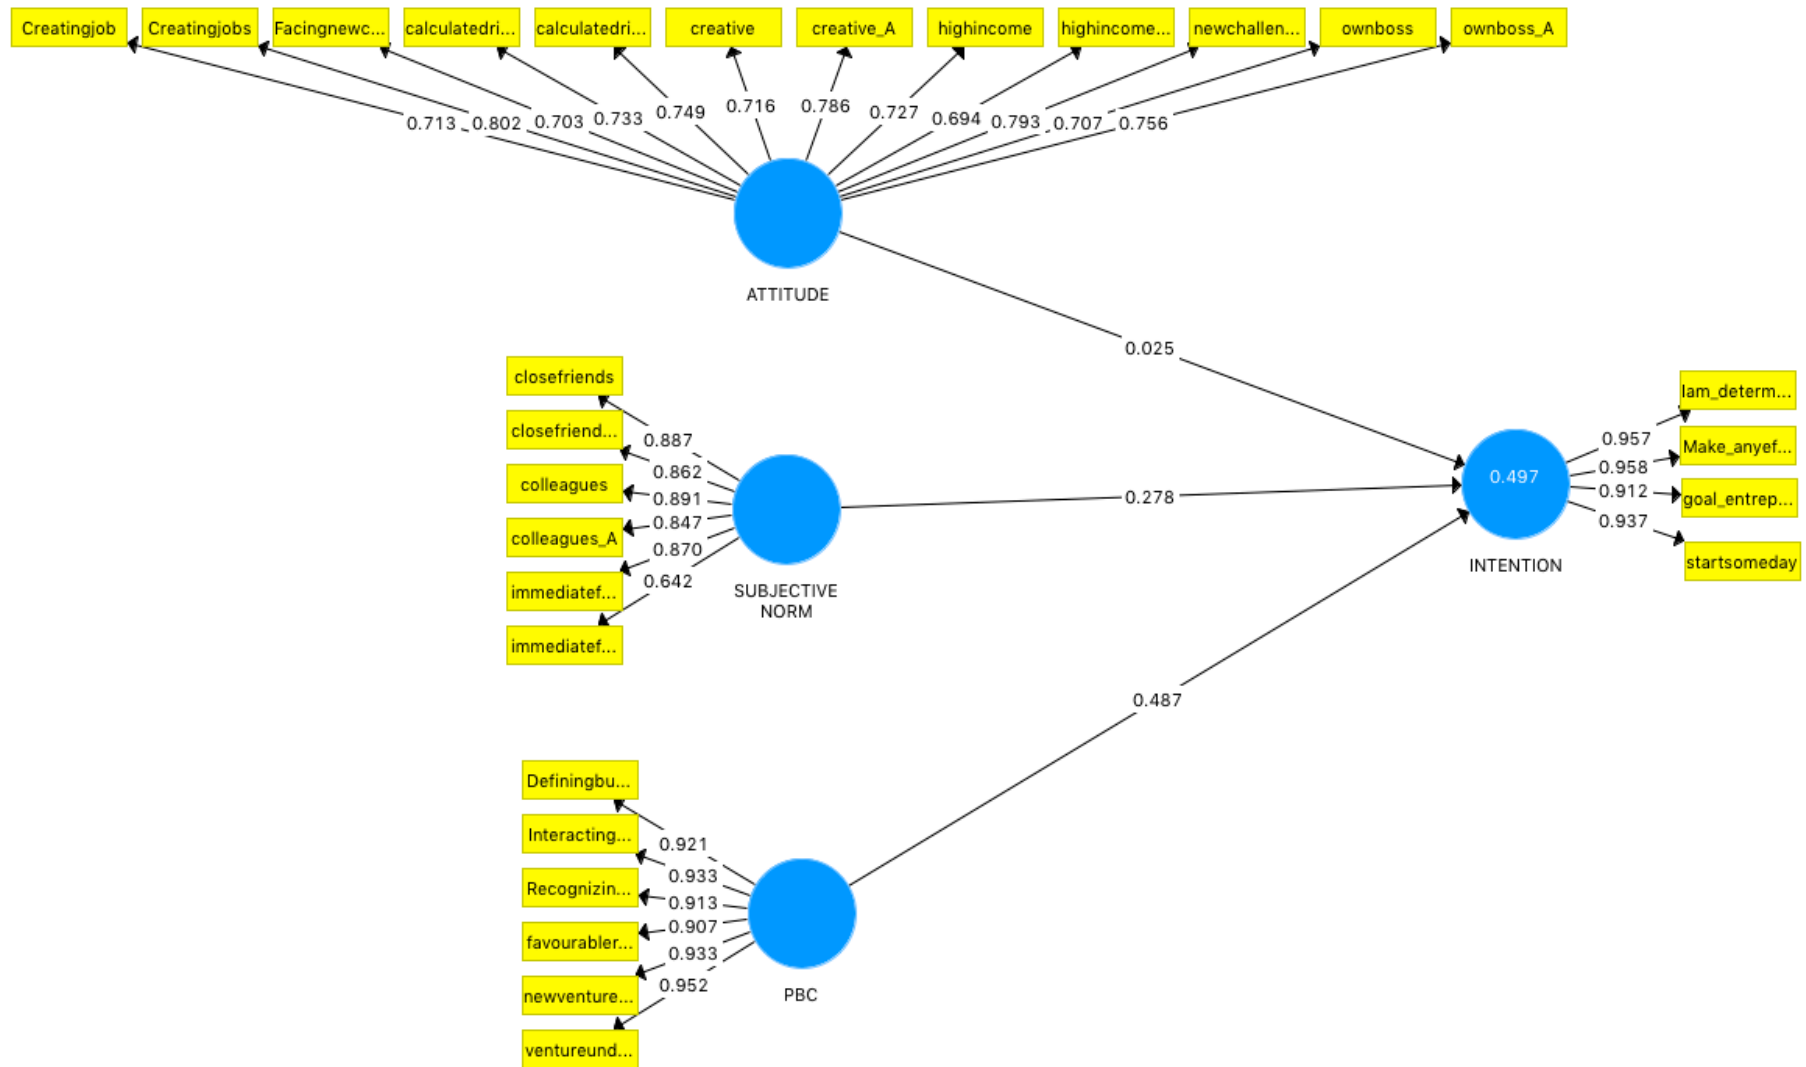 Creatingjob Creatingjobs Facingnewc... calculatedri... calculatedri... creative creative_A highincome highincome... newchallen... ownboss ownboss_A
0.713 0.802 0.703 0.733 0.749 0.716 0.786 0.727 0.694 0.793 0.707 0.756
ATTITUDE
0.025
closefriends
closefriend...
colleagues
colleagues_A
immediatef...
immediatef...
0.887
0.862
0.891
0.847
0.870
0.642
SUBJECTIVE
NORM
0.278
0.497
INTENTION
0.957
0.958
0.912
0.937
Iam_determ...
Make_anyef...
goal_entrep...
startsomeday
0.487
Definingbu...
Interacting...
Recognizin...
favourabler...
newventure...
ventureund...
0.921
0.933
0.913
0.907
0.933
0.952
PBC